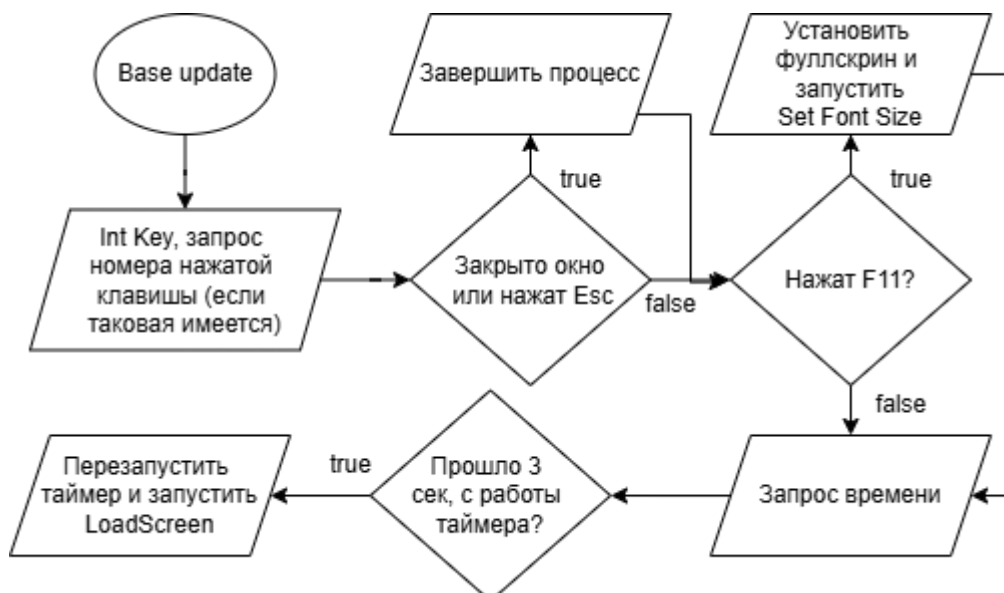 Base update
Int Key, запрос
номера нажатой
клавишы (если
таковая имеется)
Завершить процесс
true
Закрыто окно
или нажат Esc
false
Установить
фуллскрин и
запустить
Set Font Size
true
Нажат F11?
false
Запрос времени
Прошло 3
сек, с работы
таймера?
true
Перезапустить
таймер и запустить
LoadScreen